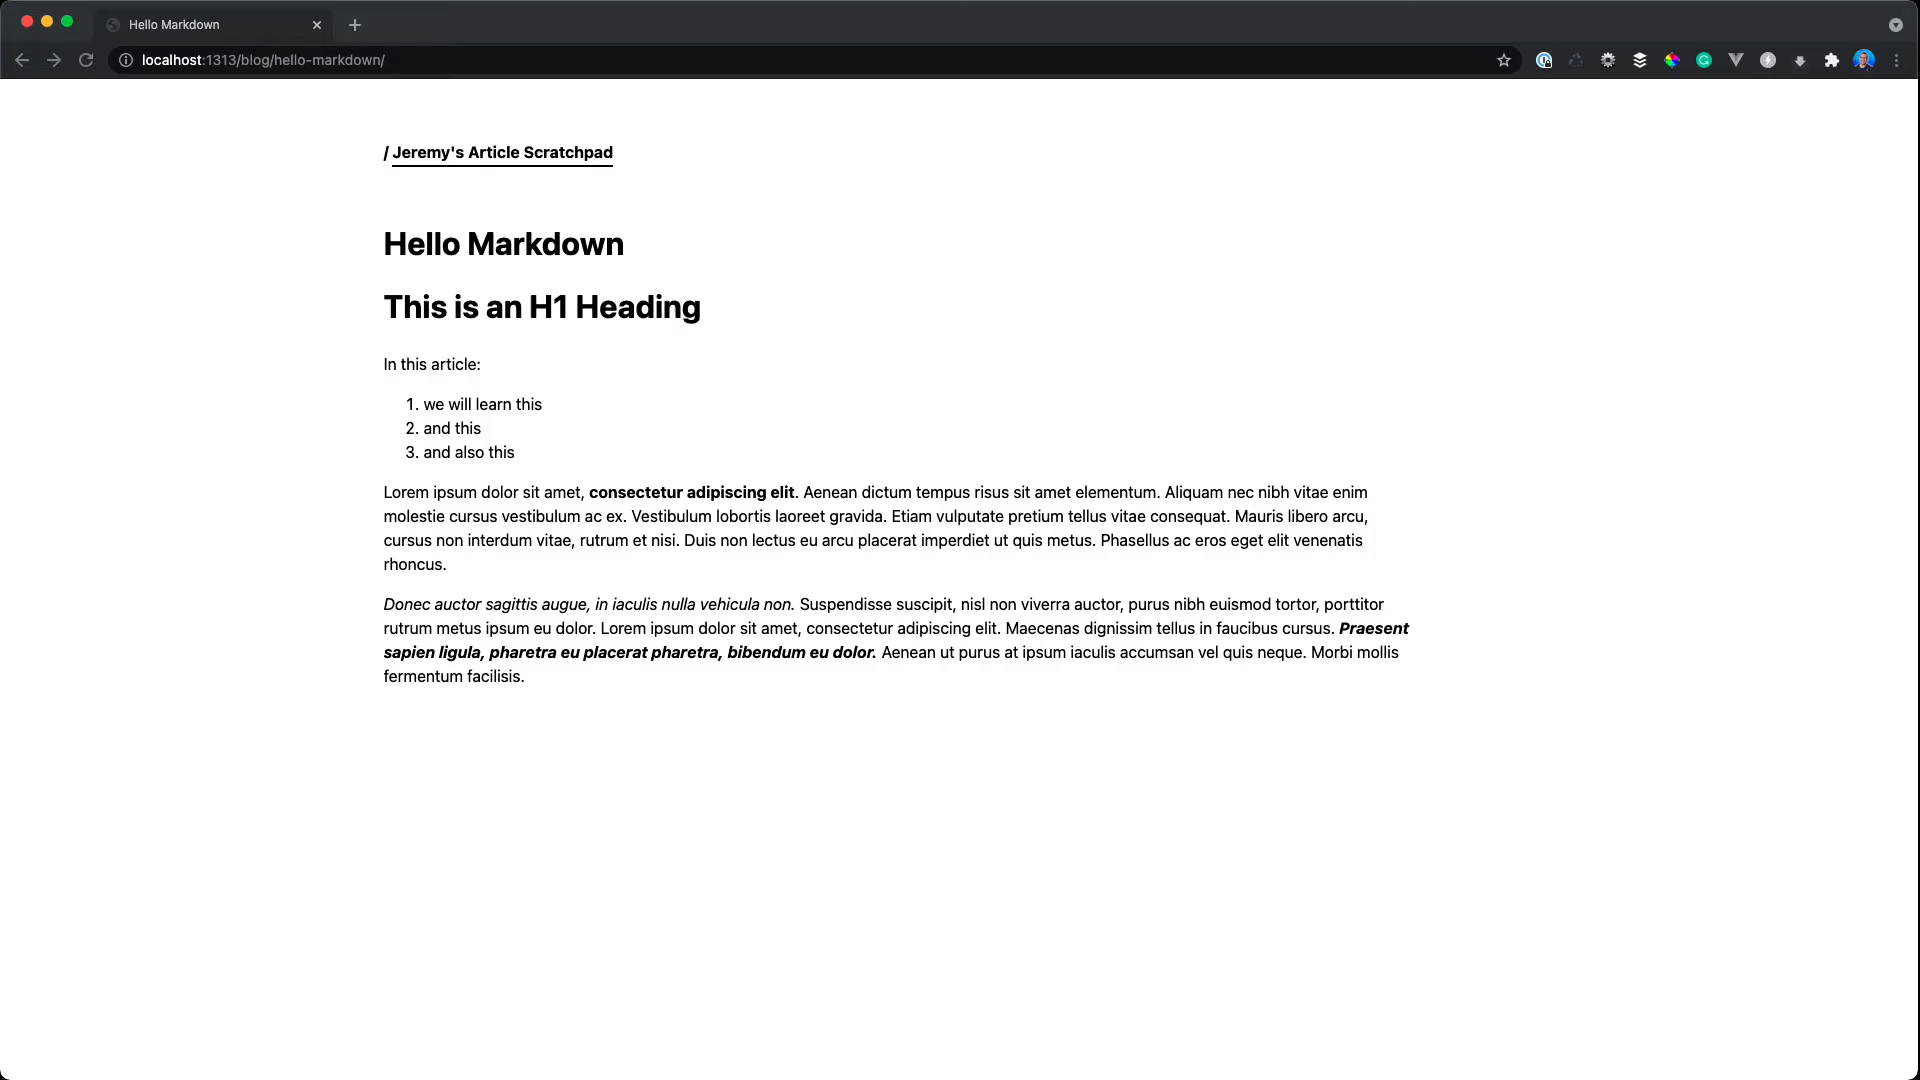 Hello Markdown
localhost:1313/blog/hello-markdown/
/ Jeremy's Article Scratchpad
Hello Markdown
This is an H1 Heading
In this article:
1. we will learn this
2. and this
3. and also this
Lorem ipsum dolor sit amet, consectetur adipiscing elit. Aenean dictum tempus risus sit amet elementum. Aliquam nec nibh vitae enim
molestie cursus vestibulum ac ex. Vestibulum lobortis laoreet gravida. Etiam vulputate pretium tellus vitae consequat. Mauris libero arcu,
cursus non interdum vitae, rutrum et nisi. Duis non lectus eu arcu placerat imperdiet ut quis metus. Phasellus ac eros eget elit venenatis
rhoncus.
Donec auctor sagittis augue, in iaculis nulla vehicula non. Suspendisse suscipit, nisl non viverra auctor, purus nibh euismod tortor, porttitor
rutrum metus ipsum eu dolor. Lorem ipsum dolor sit amet, consectetur adipiscing elit. Maecenas dignissim tellus in faucibus cursus. Praesent
sapien ligula, pharetra eu placerat pharetra, bibendum eu dolor. Aenean ut purus at ipsum iaculis accumsan vel quis neque. Morbi mollis
fermentum facilisis.